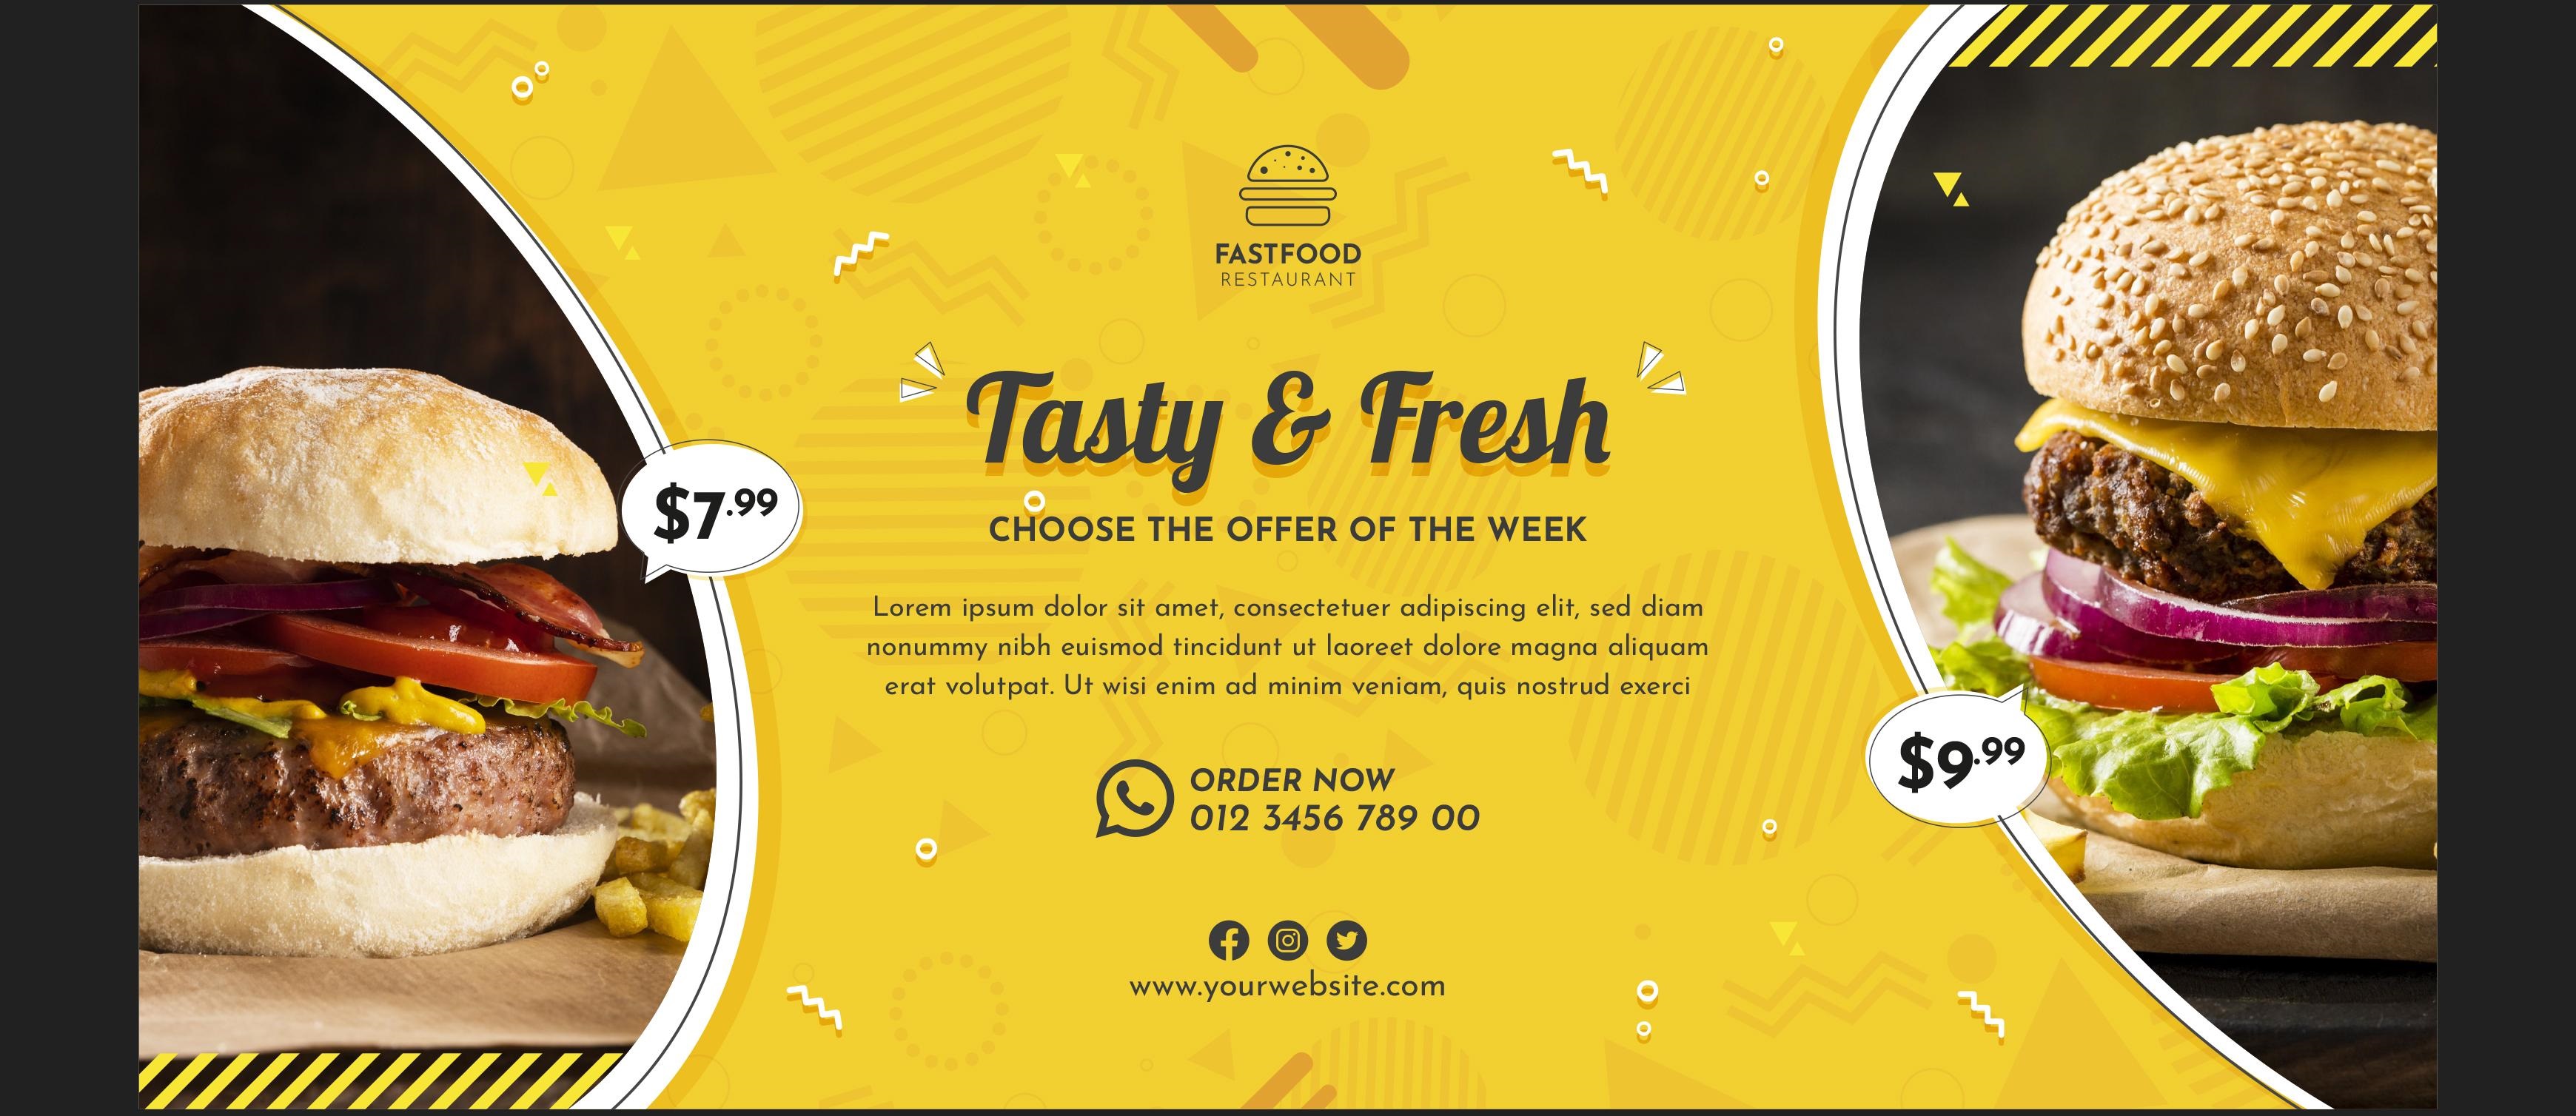 FASTFOOD
RESTAURANT
Tasty & Fresh
$7.99
CHOOSE THE OFFER OF THE WEEK
Lorem ipsum dolor sit amet, consectetuer adipiscing elit, sed diam
nonummy nibh euismod tincidunt ut laoreet dolore magna aliquam
erat volutpat. Ut wisi enim ad minim veniam, quis nostrud exerci
$9.99
ORDER NOW
012 3456 789 00
www.yourwebsite.com